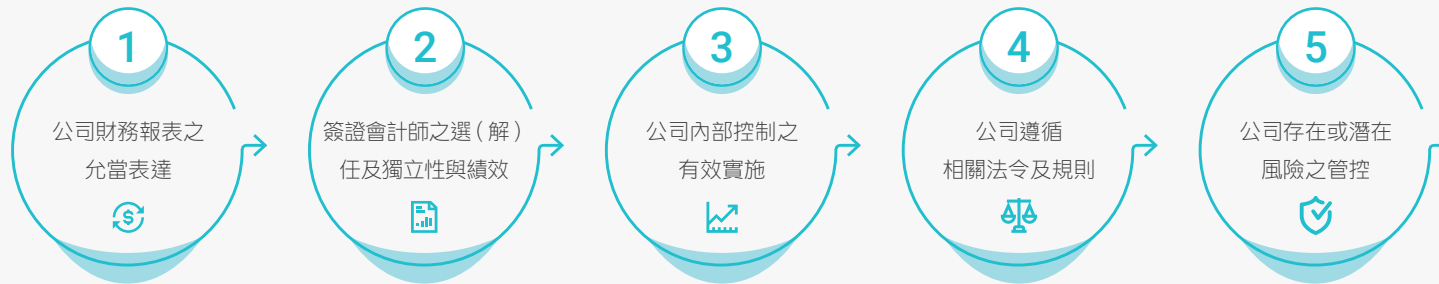 1
公司財務報表之
允當表達
2
簽證會計師之選(解)
任及獨立性與績效
3
公司內部控制之
有效實施
4
公司遵循
相關法令及規則
5
公司存在或潛在
風險之管控